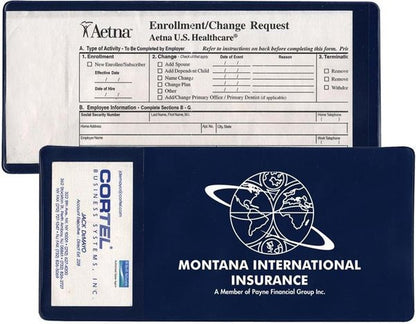 Aetna
Enrollment/Change Request
Aetna U.S. Healthcare®
A. Type of Activity - To Be Completed by Employer
Refer to instructions on back before completing this form.
1. Enrollment
2. Change -
3. Terminatio
New Enrollee/Subscriber
Effective Date
Date of Hire
Add Spouse
Add Dependent Child
Name Change
Change Plan
Other
Add/Change Primary Office / Primary Dentist (if applicable)
Date of Event
Reason
Remove
Remove
B. Employee Information - Complete Sections B - G
Social Security Number
Last Name, First Name, M.I.
Home Telephone
Home Address
Apt. No.
City, State
Employer Name
Work Telephone
CORTEL
BUSINESS SYSTEMS, INC.
JACK DeMAYO
MONTANA INTERNATIONAL
INSURANCE
A Member of Payne Financial Group Inc.